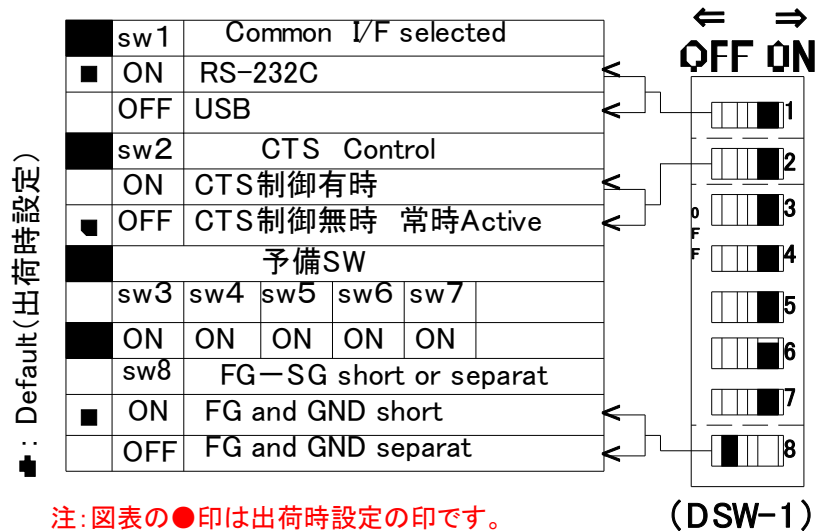 ⇐ ⇒
OFF ON
sw1 Common I/F selected
■ ON RS-232C
OFF USB
sw2 CTS Control
ON CTS制御有時
■ OFF CTS制御無時 常時Active
予備SW
sw3 sw4 sw5 sw6 sw7
ON ON ON ON ON
sw8 FG-SG short or separat
■ ON FG and GND short
OFF FG and GND separat
■: Default(出荷時設定)
1
2
3
4
5
6
7
8
OFF
(DSW-1)
注:図表の●印は出荷時設定の印です。